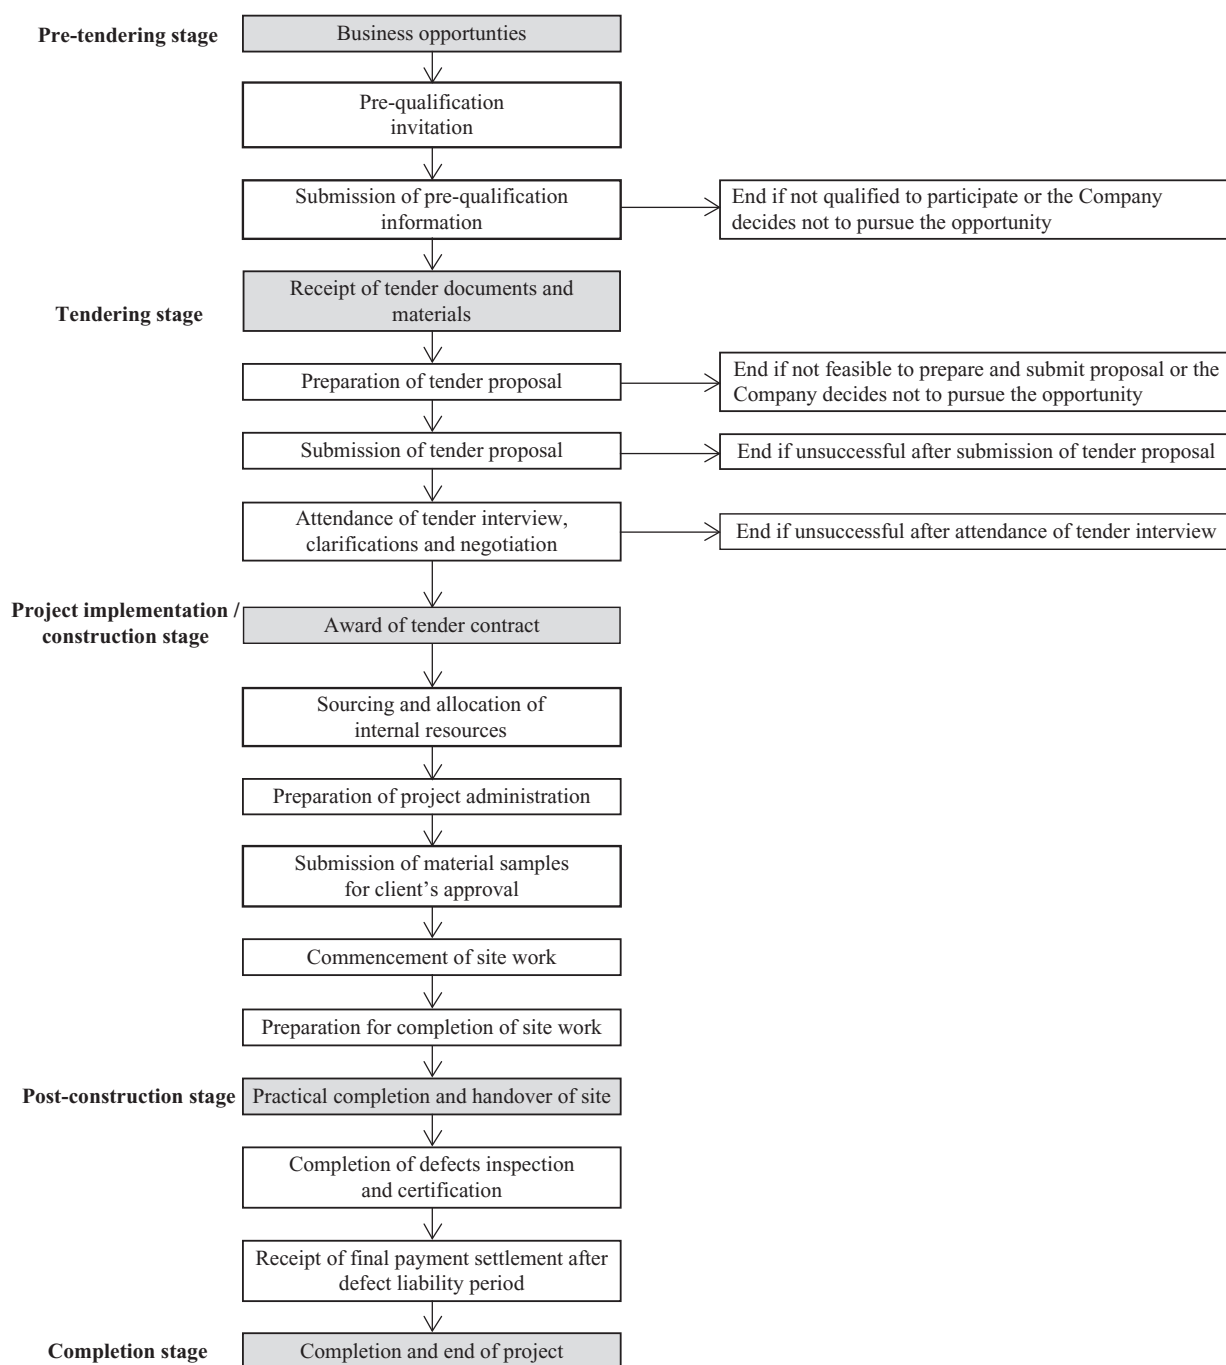 Pre-tendering stage
Business opportunties
Pre-qualification
invitation
Submission of pre-qualification
information
End if not qualified to participate or the Company
decides not to pursue the opportunity
Tendering stage
Receipt of tender documents and
materials
Preparation of tender proposal
End if not feasible to prepare and submit proposal or the
Company decides not to pursue the opportunity
Submission of tender proposal
End if unsuccessful after submission of tender proposal
Attendance of tender interview,
clarifications and negotiation
End if unsuccessful after attendance of tender interview
Project implementation /
construction stage
Award of tender contract
Sourcing and allocation of
internal resources
Preparation of project administration
Submission of material samples
for client’s approval
Commencement of site work
Preparation for completion of site work
Post-construction stage
Practical completion and handover of site
Completion of defects inspection
and certification
Receipt of final payment settlement after
defect liability period
Completion stage
Completion and end of project